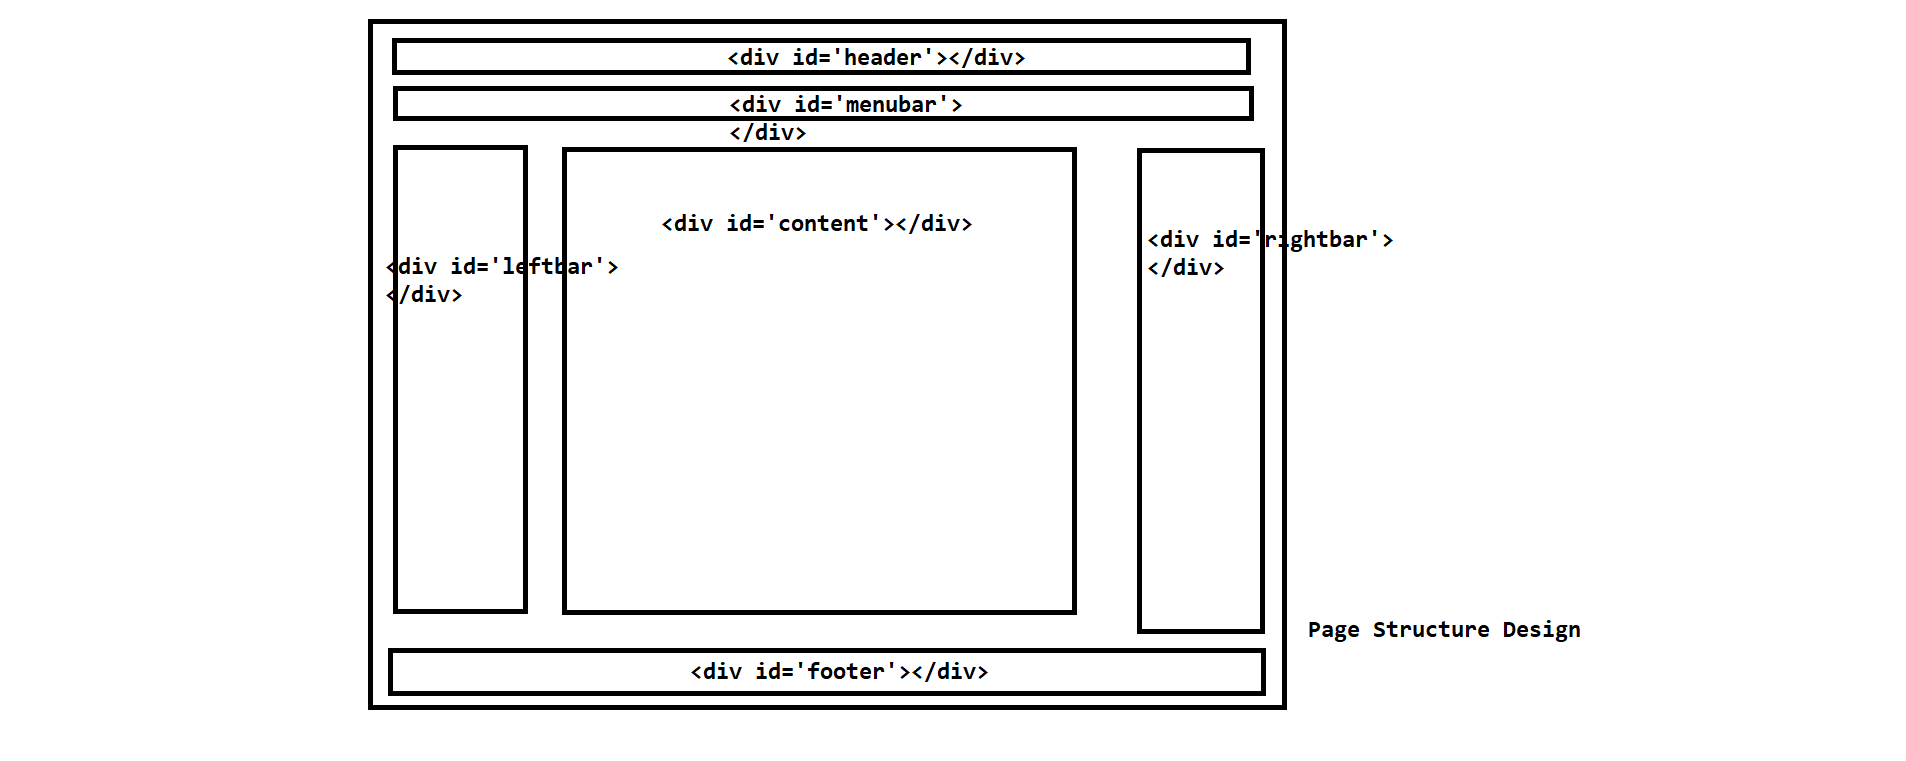 <div id='header'></div>
<div id='menubar'>
</div>
<div id='content'></div>
<div id='leftbar'>
</div>
<div id='rightbar'>
</div>
Page Structure Design
<div id='footer'></div>